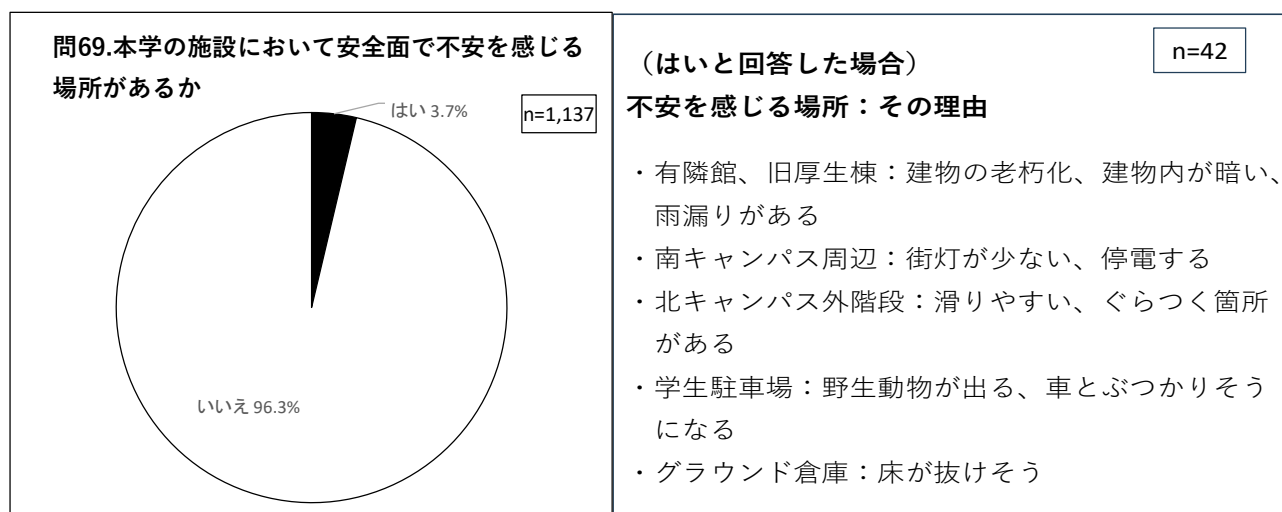 問69.本学の施設において安全面で不安を感じる
場所があるか
はい 3.7%
n=1,137
いいえ 96.3%
n=42
（はいと回答した場合）
不安を感じる場所：その理由
・有隣館、旧厚生棟：建物の老朽化、建物内が暗い、
雨漏りがある
・南キャンパス周辺：街灯が少ない、停電する
・北キャンパス外階段：滑りやすい、ぐらつく箇所
がある
・学生駐車場：野生動物が出る、車とぶつかりそう
になる
・グラウンド倉庫：床が抜けそう